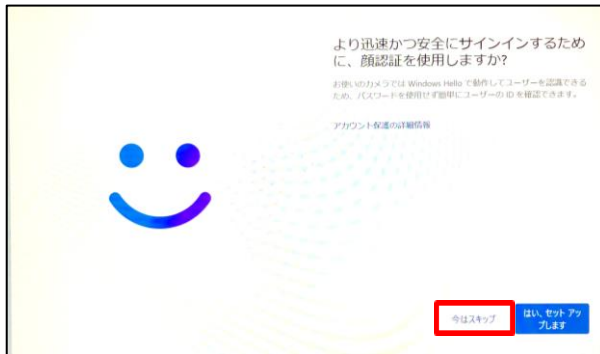 より迅速かつ安全にサインインするため
に、顔認証を使用しますか?
お使いのカメラでは Windows Hello で動作してユーザーを認識できる
ため、パスワードを使用せず簡単にユーザーの ID を確認できます。
アカウント保護の詳細情報
今はスキップ
はい、セット アッ
プします